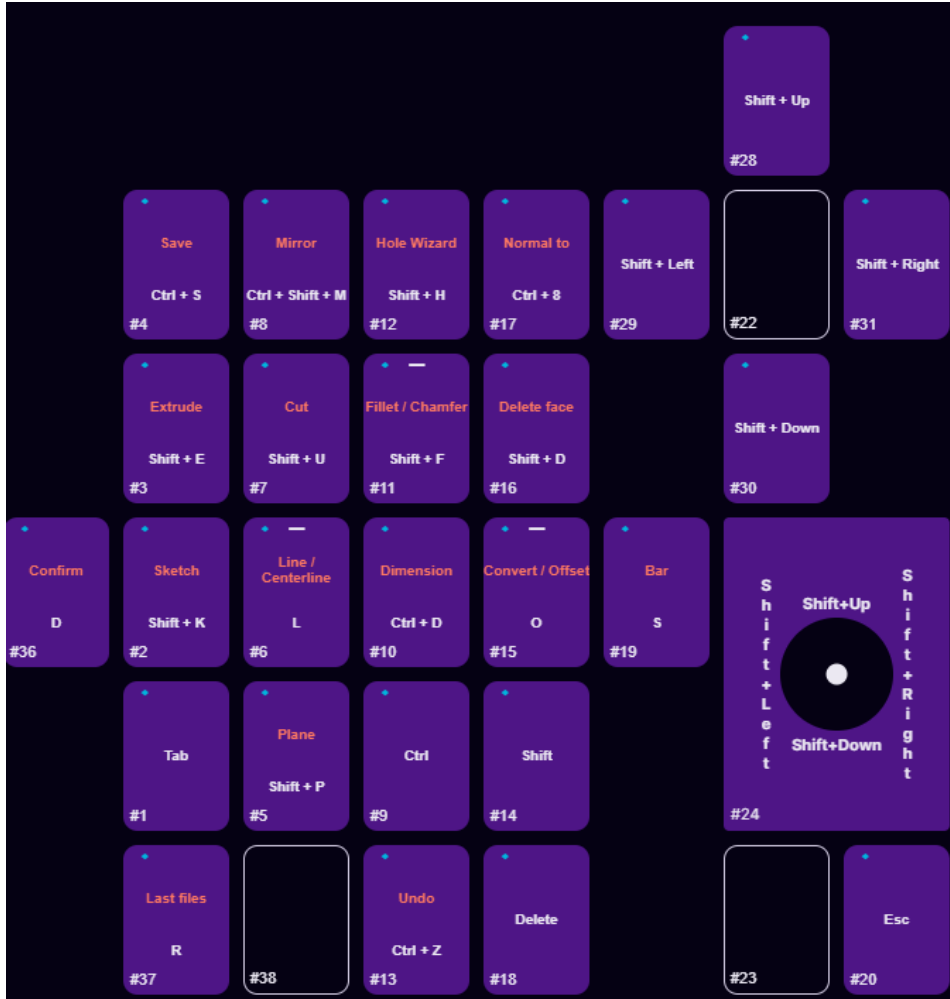 Shift + Up
#28
Save
Ctrl + S
#4
Mirror
Ctrl + Shift + M
#8
Hole Wizard
Shift + H
#12
Normal to
Ctrl + 8
#17
Shift + Left
#29
#22
Shift + Right
#31
Extrude
Shift + E
#3
Cut
Shift + U
#7
Fillet / Chamfer
Shift + F
#11
Delete face
Shift + D
#16
Shift + Down
#30
Confirm
D
#36
Sketch
Shift + K
#2
Line /
Centerline
L
#6
Dimension
Ctrl + D
#10
Convert / Offset
O
#15
Bar
S
#19
Shift+Left
Shift+Up
Shift+Down
Shift+Right
#24
Tab
#1
Plane
Shift + P
#5
Ctrl
#9
Shift
#14
Last files
R
#37
#38
Undo
Ctrl + Z
#13
Delete
#18
#23
Esc
#20